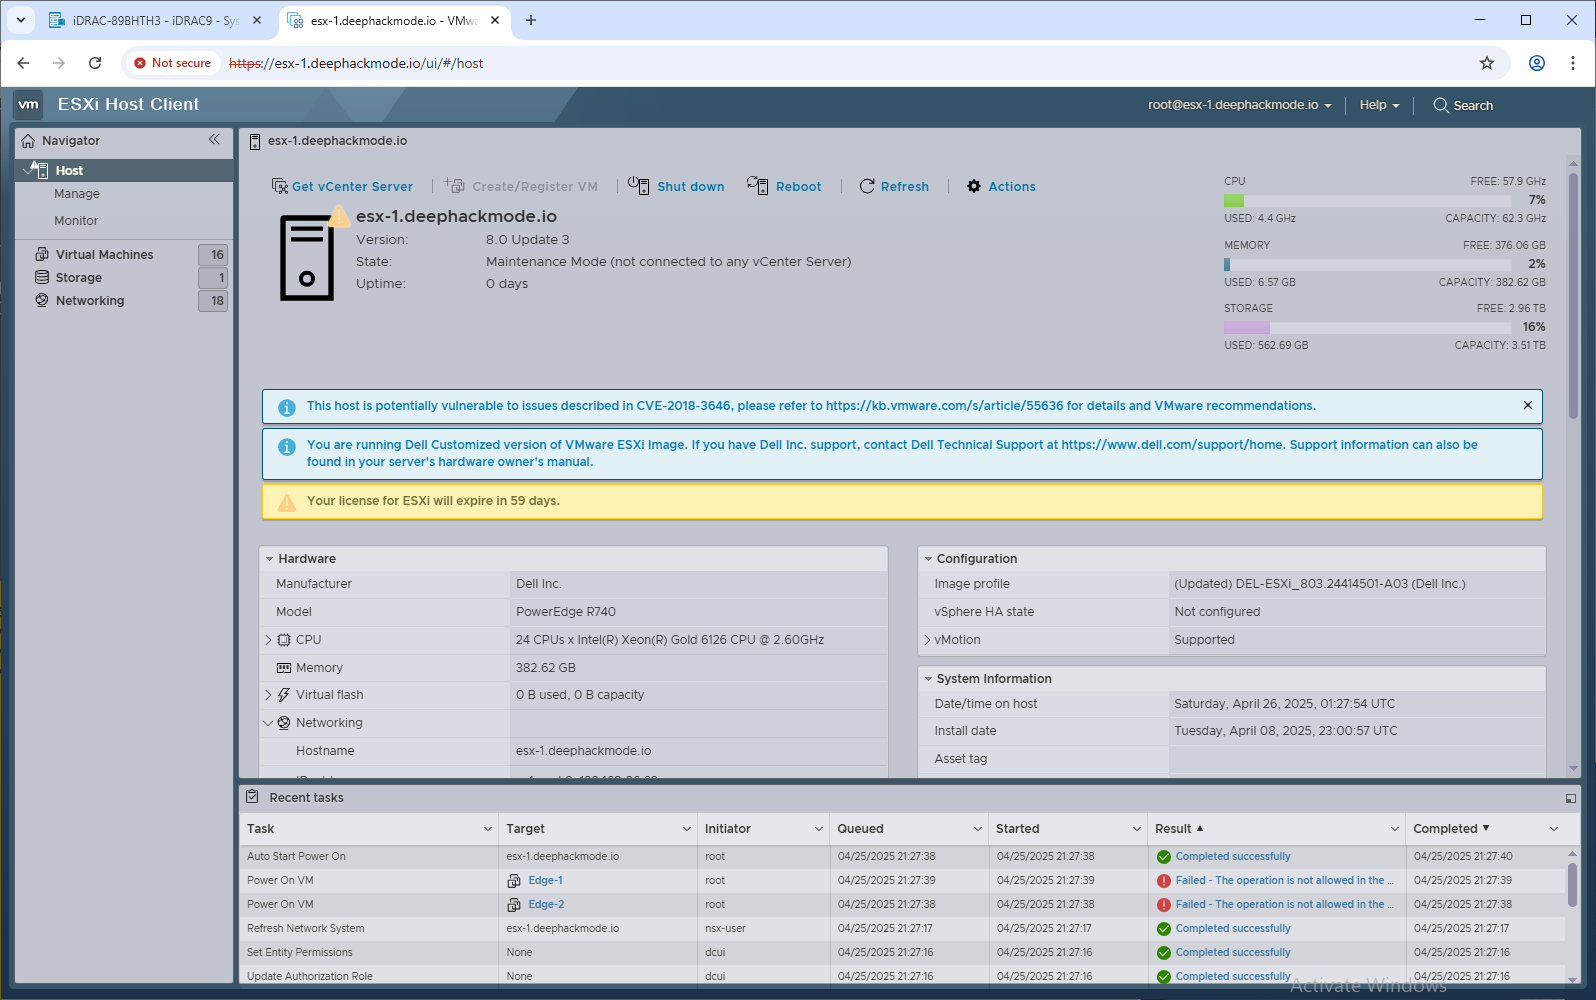 iDRAC-89BHTH3 - iDRAC9 - Sys
esx-1.deephackmode.io - VMwa
Not secure
https://esx-1.deephackmode.io/ui/#/host
vm
ESXi Host Client
root@esx-1.deephackmode.io
Help
Search
Navigator
Host
Manage
Monitor
Virtual Machines 16
Storage 1
Networking 18
esx-1.deephackmode.io
Get vCenter Server
Create/Register VM
Shut down
Reboot
Refresh
Actions
esx-1.deephackmode.io
Version: 8.0 Update 3
State: Maintenance Mode (not connected to any vCenter Server)
Uptime: 0 days
CPU FREE: 57.9 GHz
7%
USED: 4.4 GHz CAPACITY: 62.3 GHz
MEMORY FREE: 376.06 GB
2%
USED: 6.57 GB CAPACITY: 382.62 GB
STORAGE FREE: 2.96 TB
16%
USED: 562.69 GB CAPACITY: 3.51 TB
This host is potentially vulnerable to issues described in CVE-2018-3646, please refer to https://kb.vmware.com/s/article/55636 for details and VMware recommendations.
You are running Dell Customized version of VMware ESXi Image. If you have Dell Inc. support, contact Dell Technical Support at https://www.dell.com/support/home. Support information can also be
found in your server's hardware owner's manual.
Your license for ESXi will expire in 59 days.
Hardware
Manufacturer Dell Inc.
Model PowerEdge R740
CPU 24 CPUs x Intel(R) Xeon(R) Gold 6126 CPU @ 2.60GHz
Memory 382.62 GB
Virtual flash 0 B used, 0 B capacity
Networking
Hostname esx-1.deephackmode.io
Configuration
Image profile (Updated) DEL-ESXi_803.24414501-A03 (Dell Inc.)
vSphere HA state Not configured
vMotion Supported
System Information
Date/time on host Saturday, April 26, 2025, 01:27:54 UTC
Install date Tuesday, April 08, 2025, 23:00:57 UTC
Asset tag
Recent tasks
Task Target Initiator Queued Started Result Completed
Auto Start Power On esx-1.deephackmode.io root 04/25/2025 21:27:38 04/25/2025 21:27:38 Completed successfully 04/25/2025 21:27:40
Power On VM Edge-1 root 04/25/2025 21:27:39 04/25/2025 21:27:39 Failed - The operation is not allowed in the ... 04/25/2025 21:27:39
Power On VM Edge-2 root 04/25/2025 21:27:38 04/25/2025 21:27:38 Failed - The operation is not allowed in the ... 04/25/2025 21:27:38
Refresh Network System esx-1.deephackmode.io nsx-user 04/25/2025 21:27:17 04/25/2025 21:27:17 Completed successfully 04/25/2025 21:27:17
Set Entity Permissions None dcui 04/25/2025 21:27:16 04/25/2025 21:27:16 Completed successfully 04/25/2025 21:27:16
Update Authorization Role None dcui 04/25/2025 21:27:16 04/25/2025 21:27:16 Completed successfully 04/25/2025 21:27:16
Activate Windows